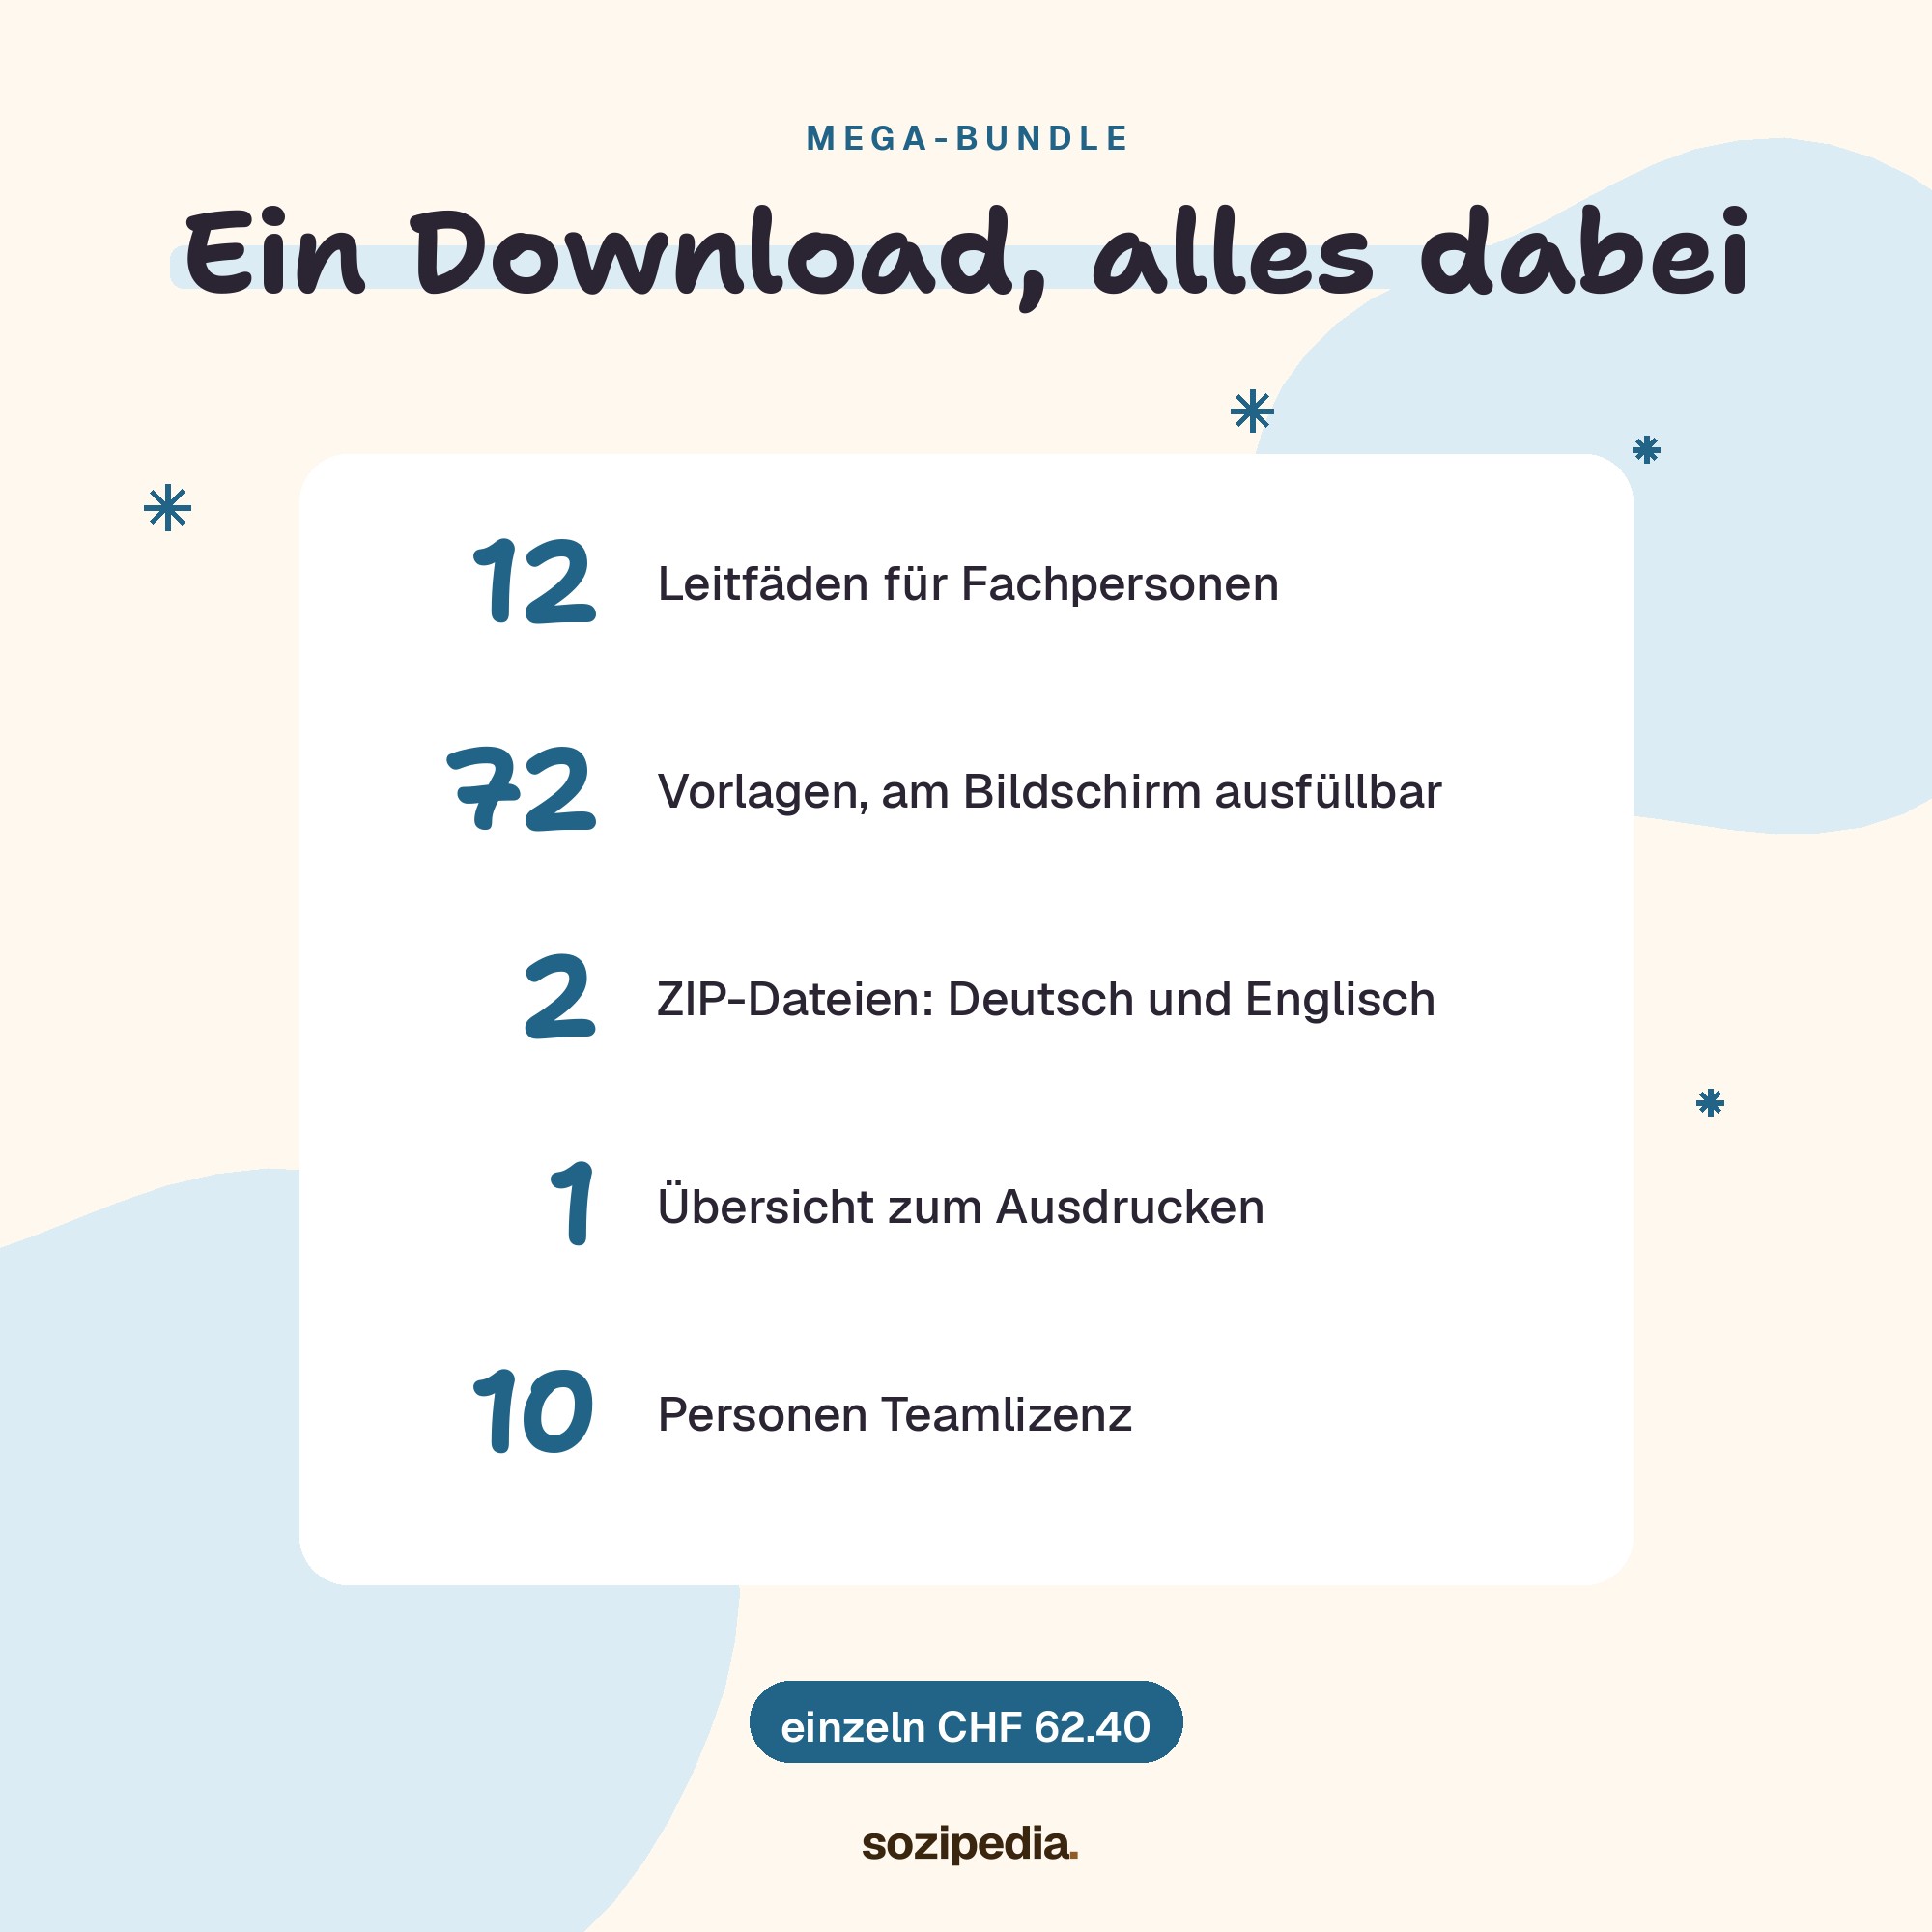 MEGA-BUNDLE
Ein Download, alles dabei
12 Leitfäden für Fachpersonen
72 Vorlagen, am Bildschirm ausfüllbar
2 ZIP-Dateien: Deutsch und Englisch
1 Übersicht zum Ausdrucken
10 Personen Teamlizenz
einzeln CHF 62.40
sozipedia.